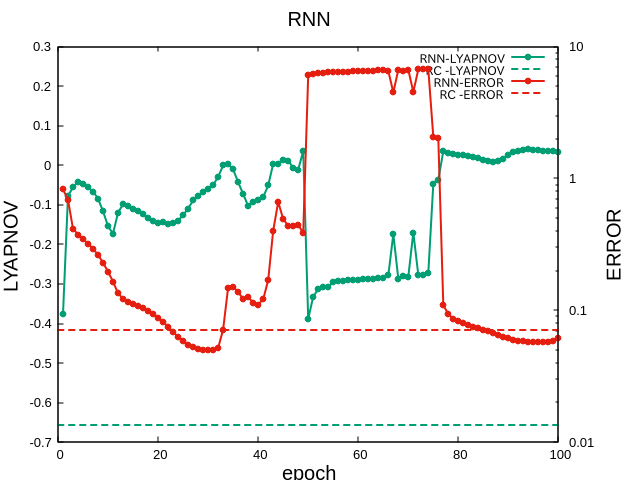 RNN
0.3
0.2
0.1
0
-0.1
-0.2
-0.3
-0.4
-0.5
-0.6
-0.7
LYAPNOV
RNN-LYAPNOV
RC -LYAPNOV
RNN-ERROR
RC -ERROR
10
1
0.1
0.01
ERROR
0 20 40 60 80 100
epoch